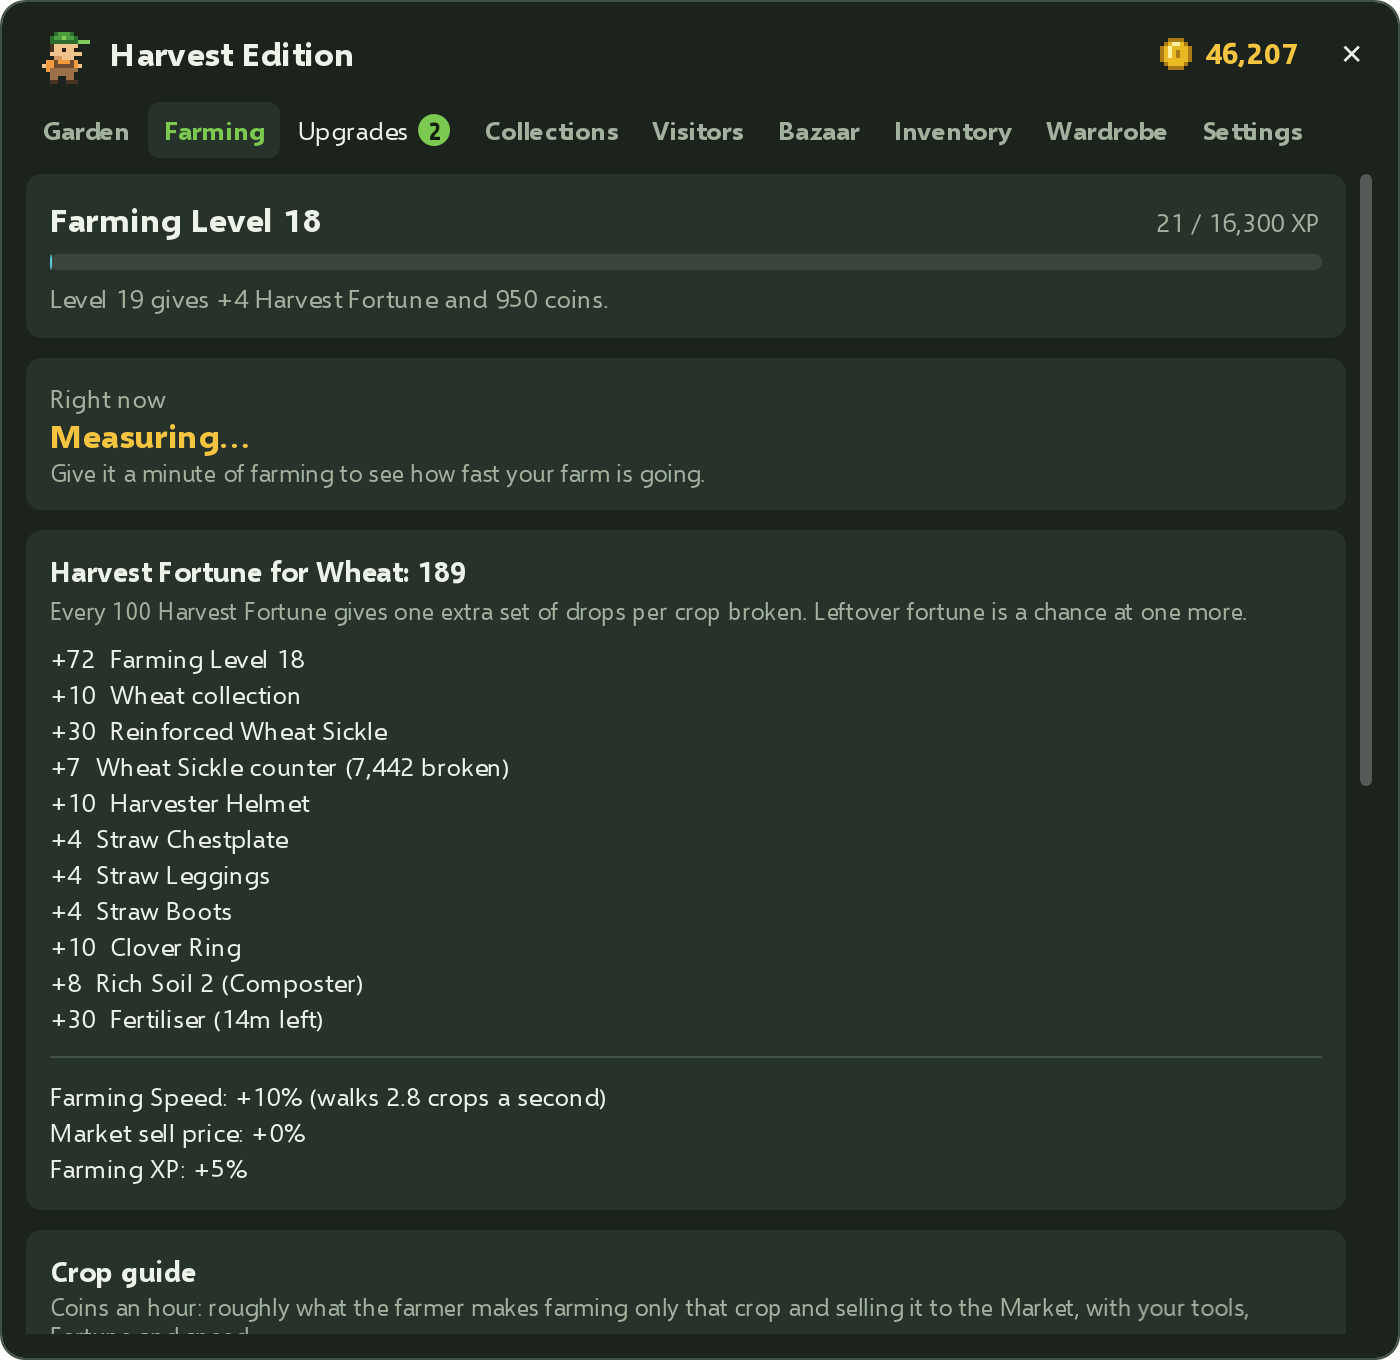 Harvest Edition
46,207
×
Garden Farming Upgrades 2 Collections Visitors Bazaar Inventory Wardrobe Settings
Farming Level 18
21 / 16,300 XP
Level 19 gives +4 Harvest Fortune and 950 coins.
Right now
Measuring...
Give it a minute of farming to see how fast your farm is going.
Harvest Fortune for Wheat: 189
Every 100 Harvest Fortune gives one extra set of drops per crop broken. Leftover fortune is a chance at one more.
+72 Farming Level 18
+10 Wheat collection
+30 Reinforced Wheat Sickle
+7 Wheat Sickle counter (7,442 broken)
+10 Harvester Helmet
+4 Straw Chestplate
+4 Straw Leggings
+4 Straw Boots
+10 Clover Ring
+8 Rich Soil 2 (Composter)
+30 Fertiliser (14m left)
Farming Speed: +10% (walks 2.8 crops a second)
Market sell price: +0%
Farming XP: +5%
Crop guide
Coins an hour: roughly what the farmer makes farming only that crop and selling it to the Market, with your tools,
Fortune and speed.